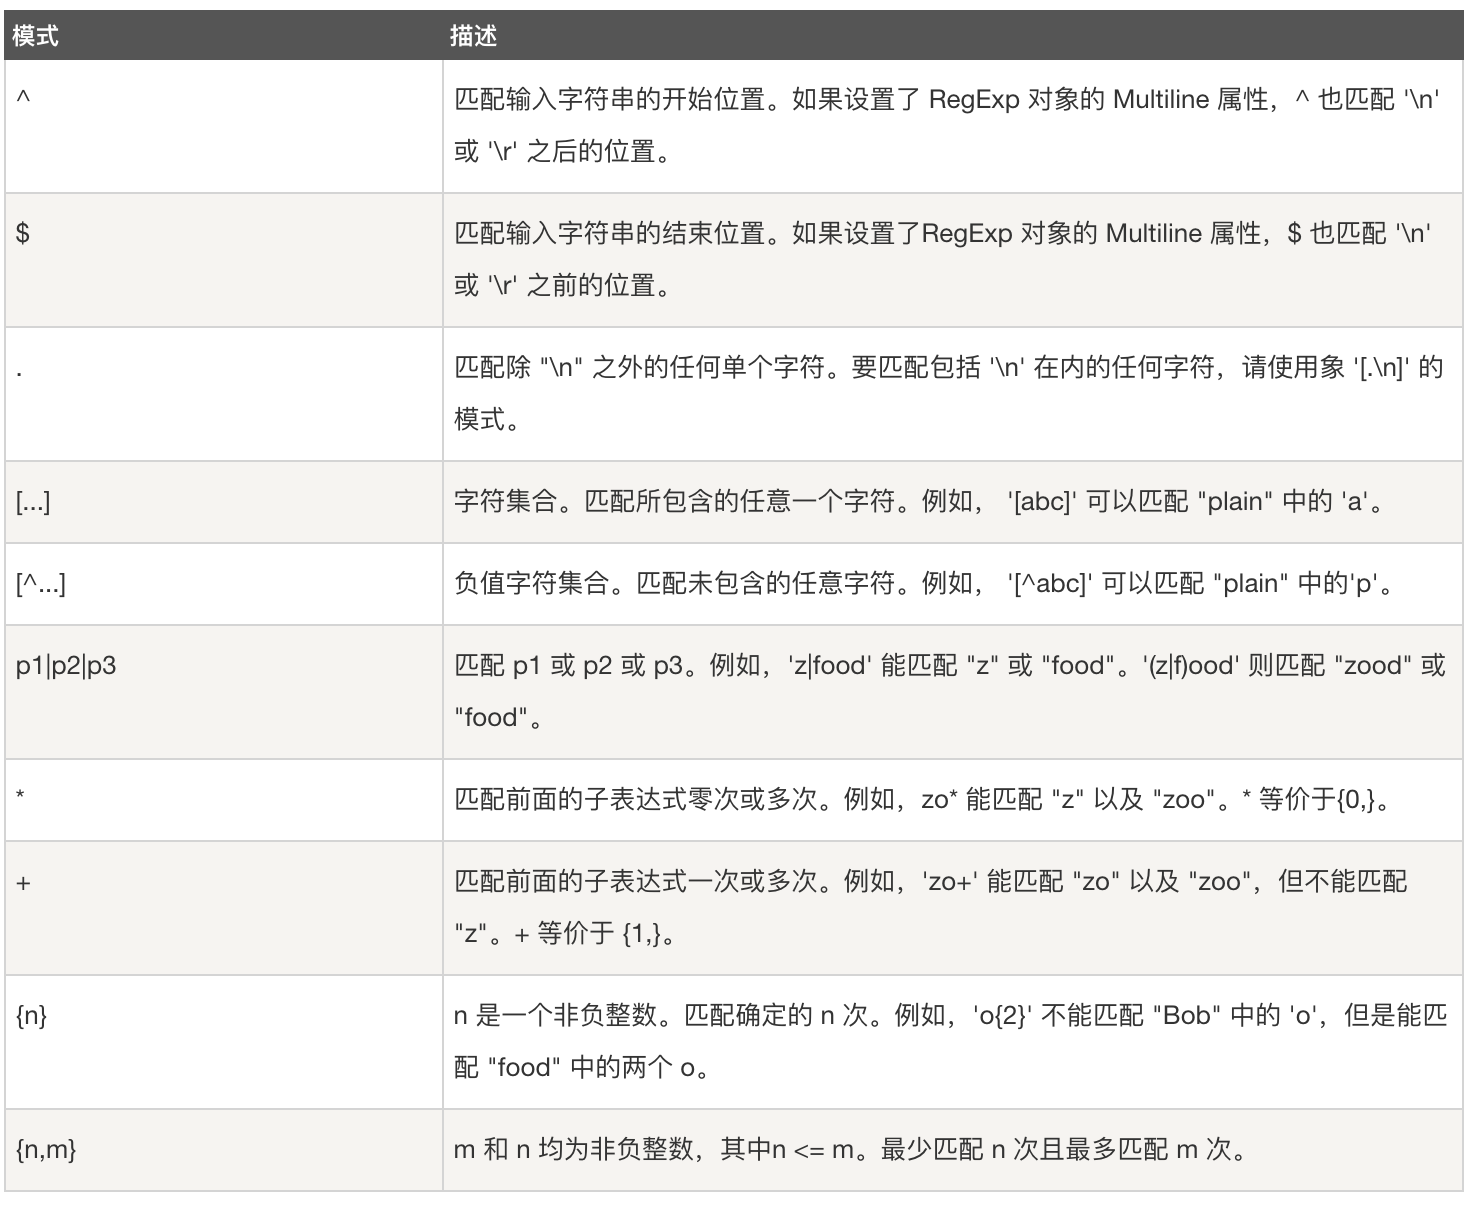 模式 描述
^ 匹配输入字符串的开始位置。如果设置了 RegExp 对象的 Multiline 属性，^ 也匹配 '\n'
或 '\r' 之后的位置。
$ 匹配输入字符串的结束位置。如果设置了RegExp 对象的 Multiline 属性，$ 也匹配 '\n'
或 '\r' 之前的位置。
. 匹配除 "\n" 之外的任何单个字符。要匹配包括 '\n' 在内的任何字符，请使用象 '[.\n]' 的
模式。
[...] 字符集合。匹配所包含的任意一个字符。例如， '[abc]' 可以匹配 "plain" 中的 'a'。
[^...] 负值字符集合。匹配未包含的任意字符。例如， '[^abc]' 可以匹配 "plain" 中的'p'。
p1|p2|p3 匹配 p1 或 p2 或 p3。例如，'z|food' 能匹配 "z" 或 "food"。'(z|f)ood' 则匹配 "zood" 或
"food"。
* 匹配前面的子表达式零次或多次。例如，zo* 能匹配 "z" 以及 "zoo"。* 等价于{0,}。
+ 匹配前面的子表达式一次或多次。例如，'zo+' 能匹配 "zo" 以及 "zoo"，但不能匹配
"z"。+ 等价于 {1,}。
{n} n 是一个非负整数。匹配确定的 n 次。例如，'o{2}' 不能匹配 "Bob" 中的 'o'，但是能匹
配 "food" 中的两个 o。
{n,m} m 和 n 均为非负整数，其中n <= m。最少匹配 n 次且最多匹配 m 次。